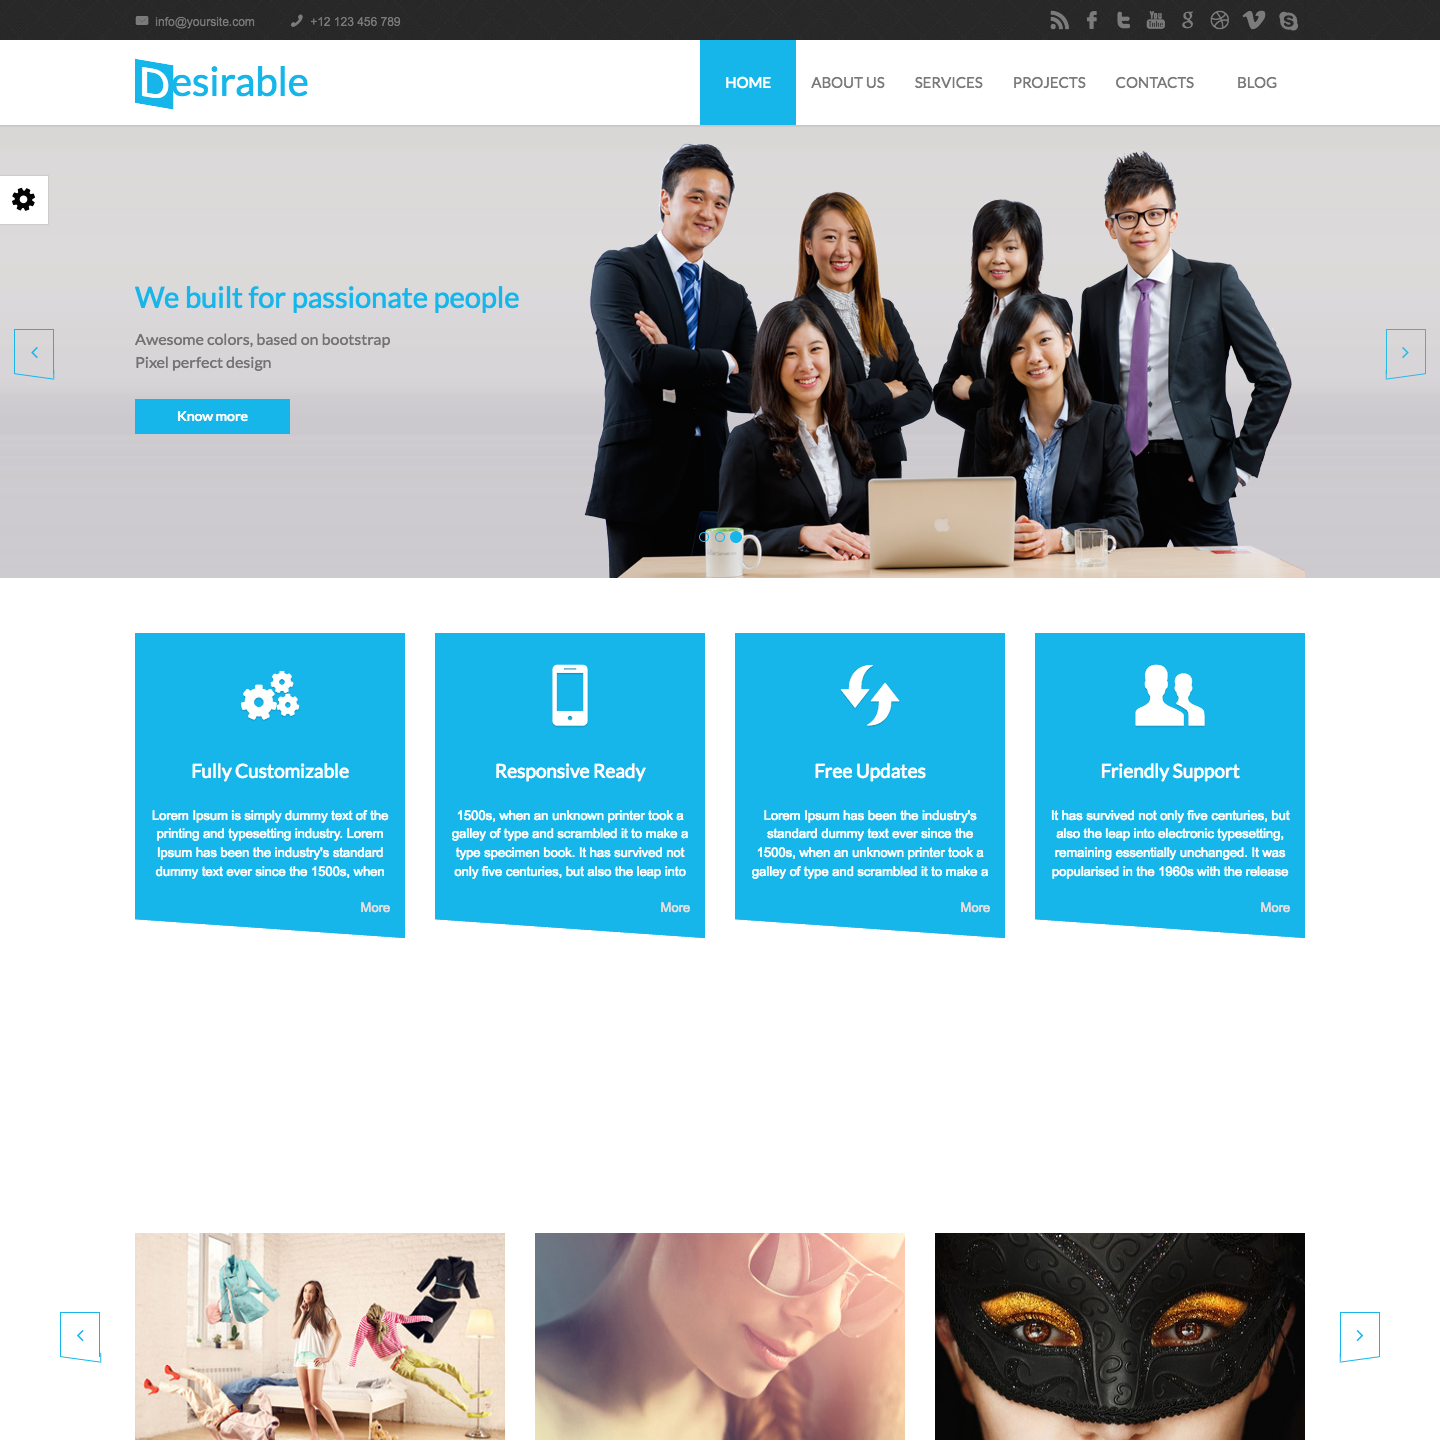 info@yoursite.com
+12 123 456 789
You
Tube
Desirable
HOME
ABOUT US
SERVICES
PROJECTS
CONTACTS
BLOG
We built for passionate people
Awesome colors, based on bootstrap
Pixel perfect design
Know more
Fully Customizable
Lorem Ipsum is simply dummy text of the
printing and typesetting industry. Lorem
Ipsum has been the industry's standard
dummy text ever since the 1500s, when
More
Responsive Ready
1500s, when an unknown printer took a
galley of type and scrambled it to make a
type specimen book. It has survived not
only five centuries, but also the leap into
More
Free Updates
Lorem Ipsum has been the industry's
standard dummy text ever since the
1500s, when an unknown printer took a
galley of type and scrambled it to make a
More
Friendly Support
It has survived not only five centuries, but
also the leap into electronic typesetting,
remaining essentially unchanged. It was
popularised in the 1960s with the release
More